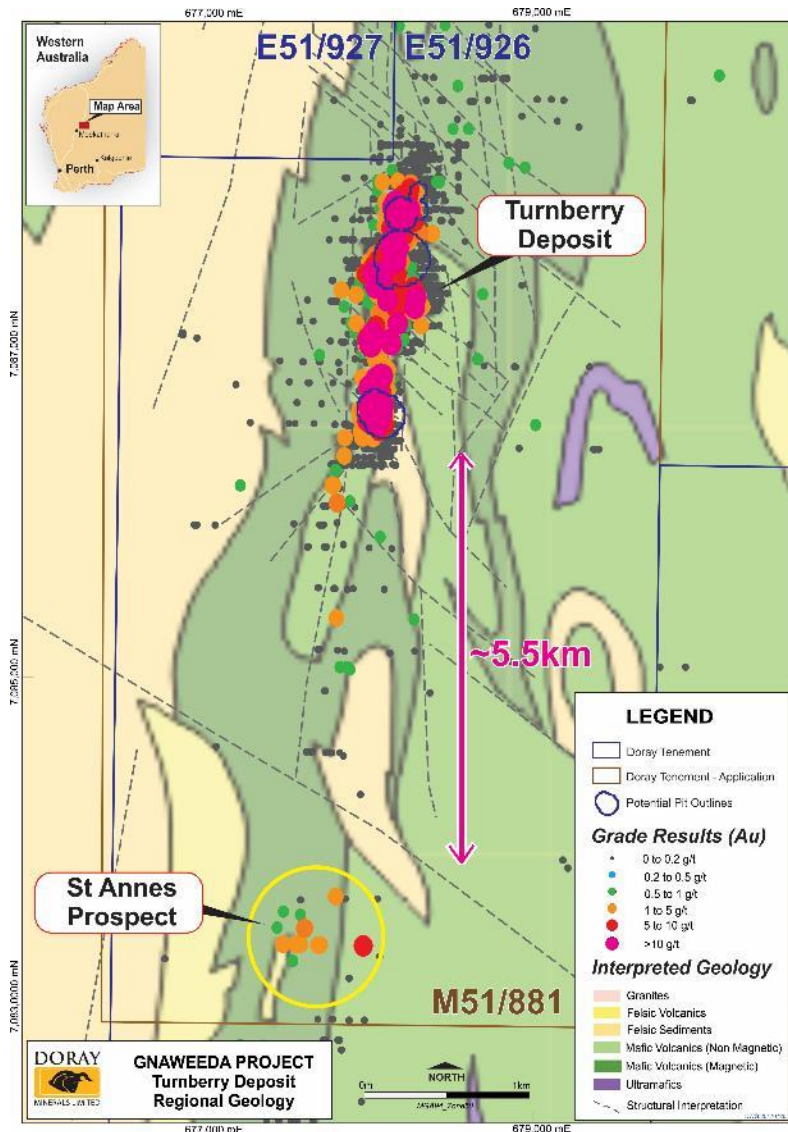 677,000 mE
679,000 mE
Western
Australia
Map Area
Meekatharra
Kalgoorlie
Perth
E51/927
E51/926
Turnberry
Deposit
7,087,000 mN
~5.5km
7,085,000 mN
St Annes
Prospect
7,083,000 mN
M51/881
LEGEND
Doray Tenement
Doray Tenement - Application
Potential Pit Outlines
Grade Results (Au)
0 to 0.2 g/t
0.2 to 0.5 g/t
0.5 to 1 g/t
1 to 5 g/t
5 to 10 g/t
>10 g/t
Interpreted Geology
Granites
Felsic Volcanics
Felsic Sediments
Mafic Volcanics (Non Magnetic)
Mafic Volcanics (Magnetic)
Ultramafics
Structural Interpretation
DORAY
MINERALS LIMITED
GNAWEEDA PROJECT
Turnberry Deposit
Regional Geology
NORTH
0m
1km
677,000 mE
679,000 mE